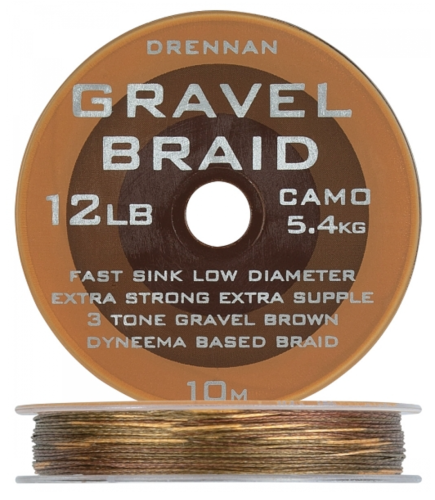 DRENNAN
GRAVEL
BRAID
12LB
CAMO
5.4KG
FAST SINK LOW DIAMETER
EXTRA STRONG EXTRA SUPPLE
3 TONE GRAVEL BROWN
DYNEEMA BASED BRAID
10M